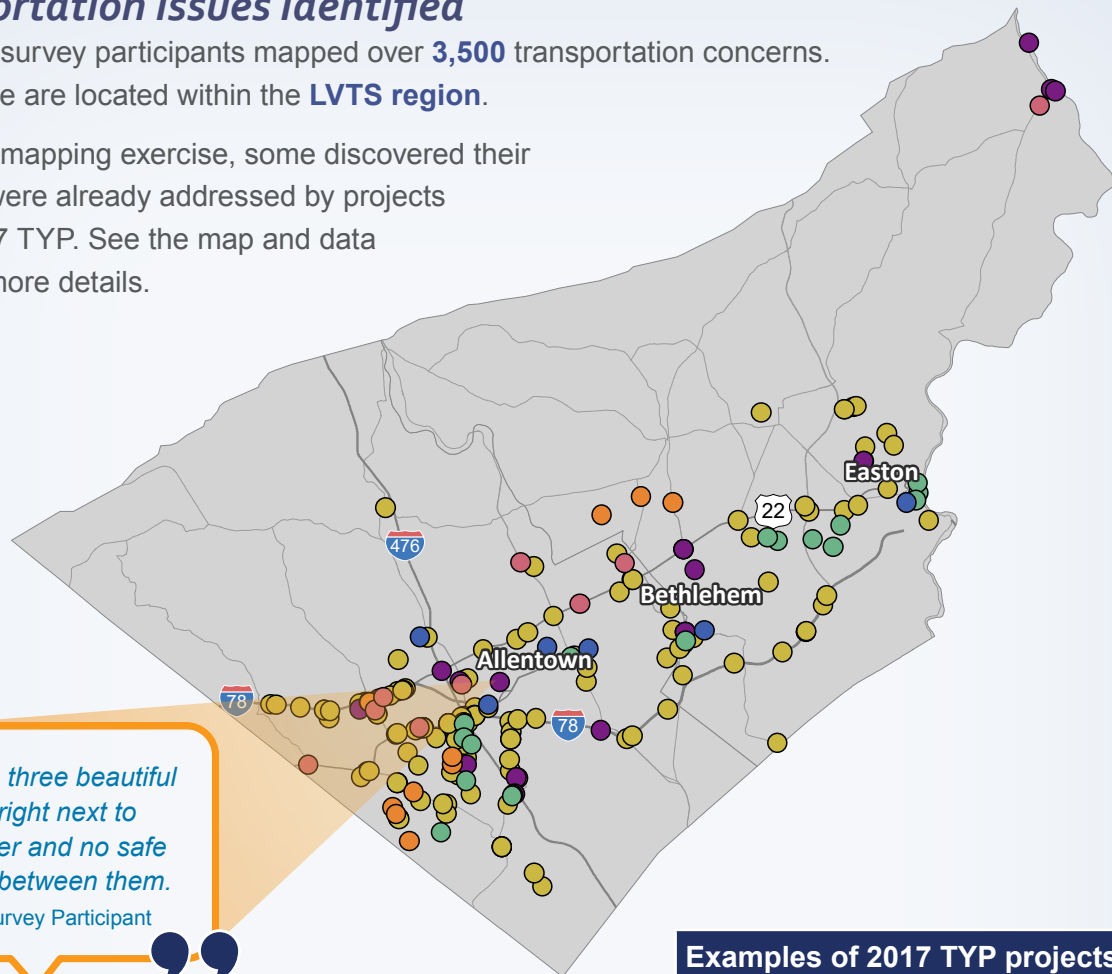 ortation Issues Identified
survey participants mapped over 3,500 transportation concerns.
e are located within the LVTS region.
mapping exercise, some discovered their
were already addressed by projects
7 TYP. See the map and data
more details.
Easton
22
476
Bethlehem
Allentown
78
78
three beautiful
right next to
er and no safe
between them.
urvey Participant
”
Examples of 2017 TYP projects